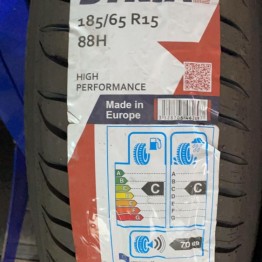 185/65 R15
88H
HIGH
PERFORMANCE
Made in
Europe
C
C
70 dB